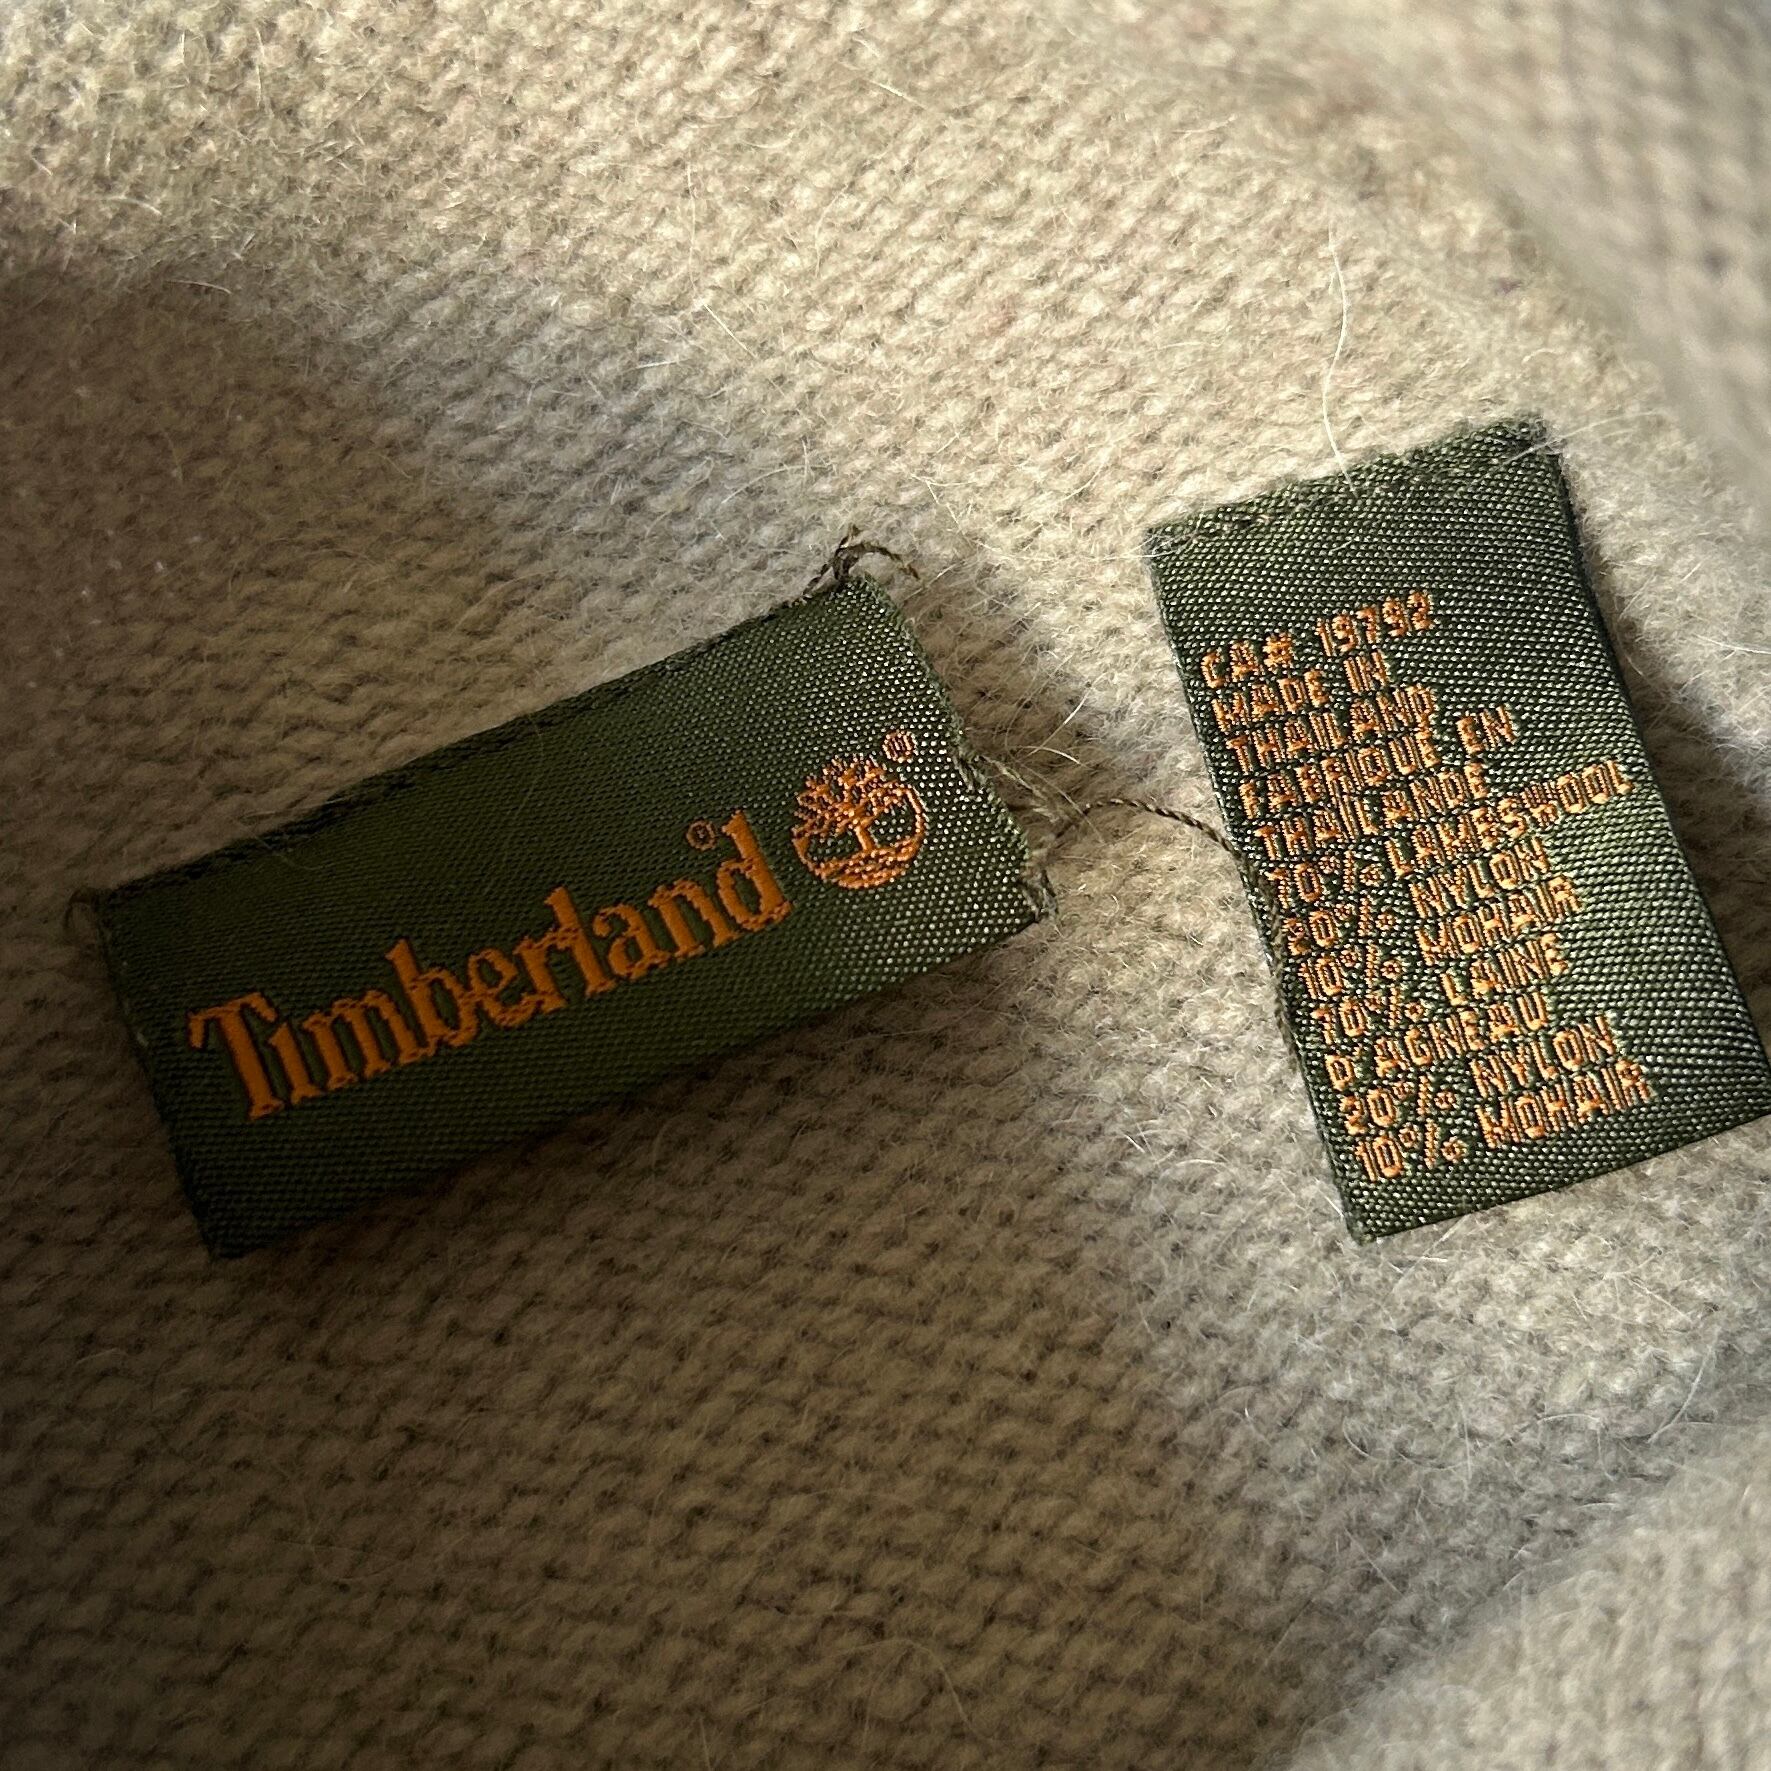 Timberland®
®
CA# 19792
MADE IN
THAILAND
FABRIQUE EN
THAILANDE
70% LAMBSWOOL
20% NYLON
10% MOHAIR
70% LAINE
D'AGNEAU
20% NYLON
10% MOHAIR